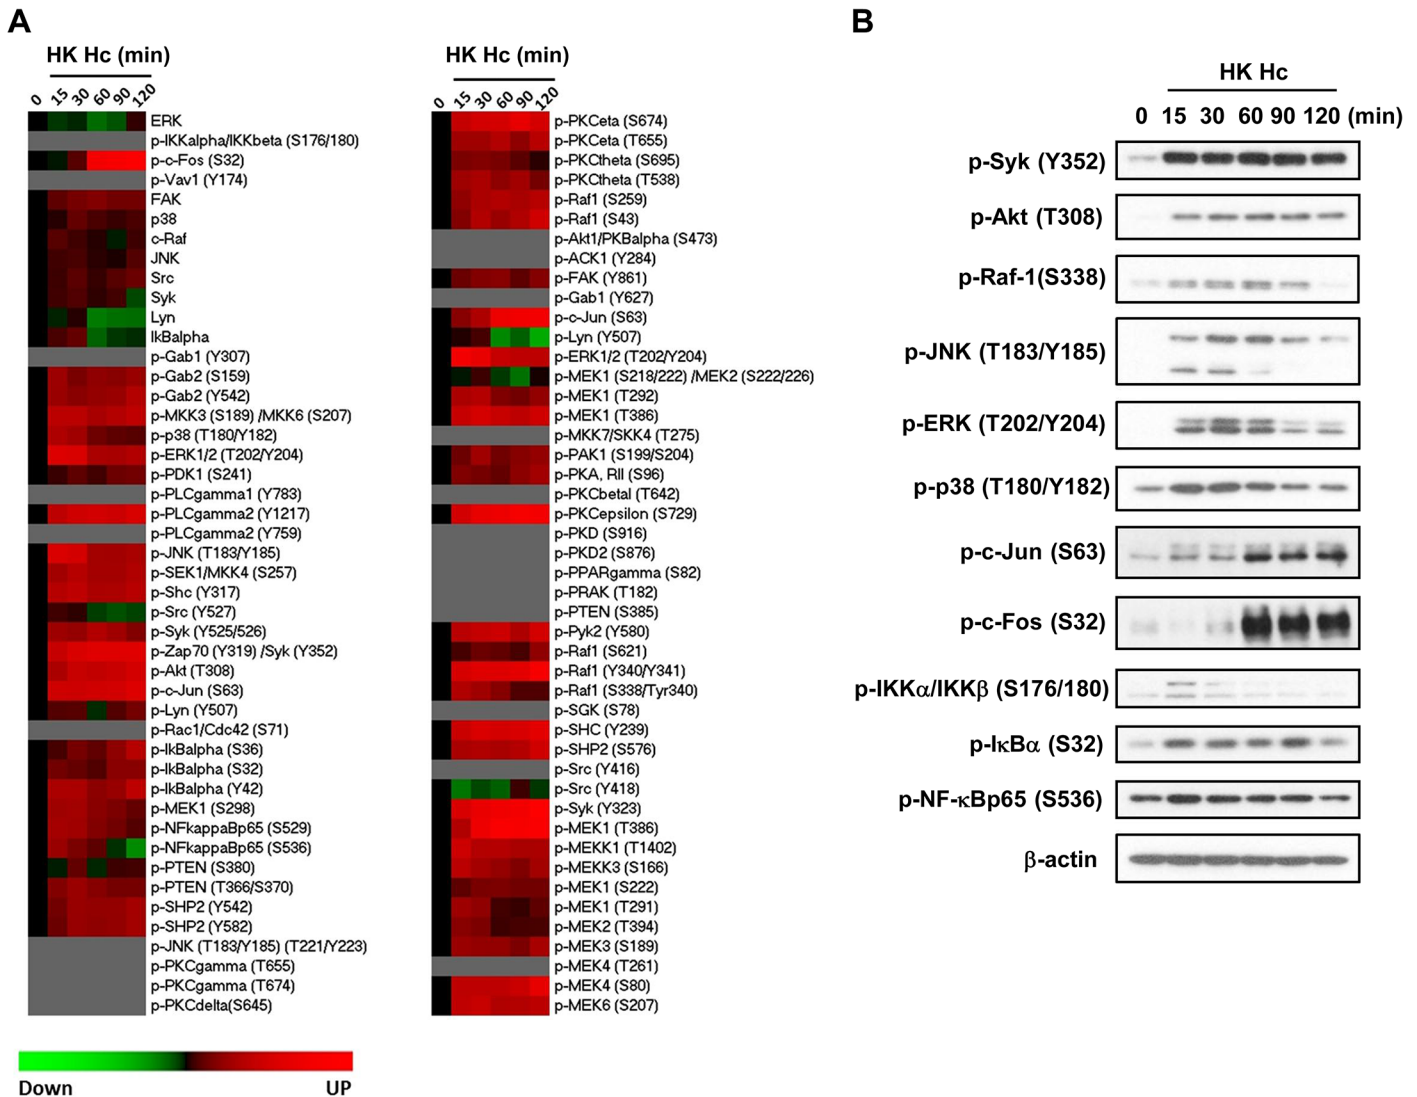 A
HK Hc (min)
0 15 30 60 90 120
ERK
p-IKKalpha/IKKbeta (S176/180)
p-c-Fos (S32)
p-Vav1 (Y174)
FAK
p38
c-Raf
JNK
Src
Syk
Lyn
IkBalpha
p-Gab1 (Y307)
p-Gab2 (S159)
p-Gab2 (Y542)
p-MKK3 (S189) /MKK6 (S207)
p-p38 (T180/Y182)
p-ERK1/2 (T202/Y204)
p-PDK1 (S241)
p-PLCgamma1 (Y783)
p-PLCgamma2 (Y1217)
p-PLCgamma2 (Y759)
p-JNK (T183/Y185)
p-SEK1/MKK4 (S257)
p-Shc (Y317)
p-Src (Y527)
p-Syk (Y525/526)
p-Zap70 (Y319) /Syk (Y352)
p-Akt (T308)
p-c-Jun (S63)
p-Lyn (Y507)
p-Rac1/Cdc42 (S71)
p-IkBalpha (S36)
p-IkBalpha (S32)
p-IkBalpha (Y42)
p-MEK1 (S298)
p-NFkappaBp65 (S529)
p-NFkappaBp65 (S536)
p-PTEN (S380)
p-PTEN (T366/S370)
p-SHP2 (Y542)
p-SHP2 (Y582)
p-JNK (T183/Y185) (T221/Y223)
p-PKCgamma (T655)
p-PKCgamma (T674)
p-PKCdelta(S645)
Down UP
HK Hc (min)
0 15 30 60 90 120
p-PKCeta (S674)
p-PKCeta (T655)
p-PKCtheta (S695)
p-PKCtheta (T538)
p-Raf1 (S259)
p-Raf1 (S43)
p-Akt1/PKBalpha (S473)
p-ACK1 (Y284)
p-FAK (Y861)
p-Gab1 (Y627)
p-c-Jun (S63)
p-Lyn (Y507)
p-ERK1/2 (T202/Y204)
p-MEK1 (S218/222) /MEK2 (S222/226)
p-MEK1 (T292)
p-MEK1 (T386)
p-MKK7/SKK4 (T275)
p-PAK1 (S199/S204)
p-PKA, RII (S96)
p-PKCbetaI (T642)
p-PKCepsilon (S729)
p-PKD (S916)
p-PKD2 (S876)
p-PPARgamma (S82)
p-PRAK (T182)
p-PTEN (S385)
p-Pyk2 (Y580)
p-Raf1 (S621)
p-Raf1 (Y340/Y341)
p-Raf1 (S338/Tyr340)
p-SGK (S78)
p-SHC (Y239)
p-SHP2 (S576)
p-Src (Y416)
p-Src (Y418)
p-Syk (Y323)
p-MEK1 (T386)
p-MEKK1 (T1402)
p-MEKK3 (S166)
p-MEK1 (S222)
p-MEK1 (T291)
p-MEK2 (T394)
p-MEK3 (S189)
p-MEK4 (T261)
p-MEK4 (S80)
p-MEK6 (S207)
B
HK Hc
0 15 30 60 90 120 (min)
p-Syk (Y352)
p-Akt (T308)
p-Raf-1(S338)
p-JNK (T183/Y185)
p-ERK (T202/Y204)
p-p38 (T180/Y182)
p-c-Jun (S63)
p-c-Fos (S32)
p-IKKα/IKKβ (S176/180)
p-IκBα (S32)
p-NF-κBp65 (S536)
β-actin